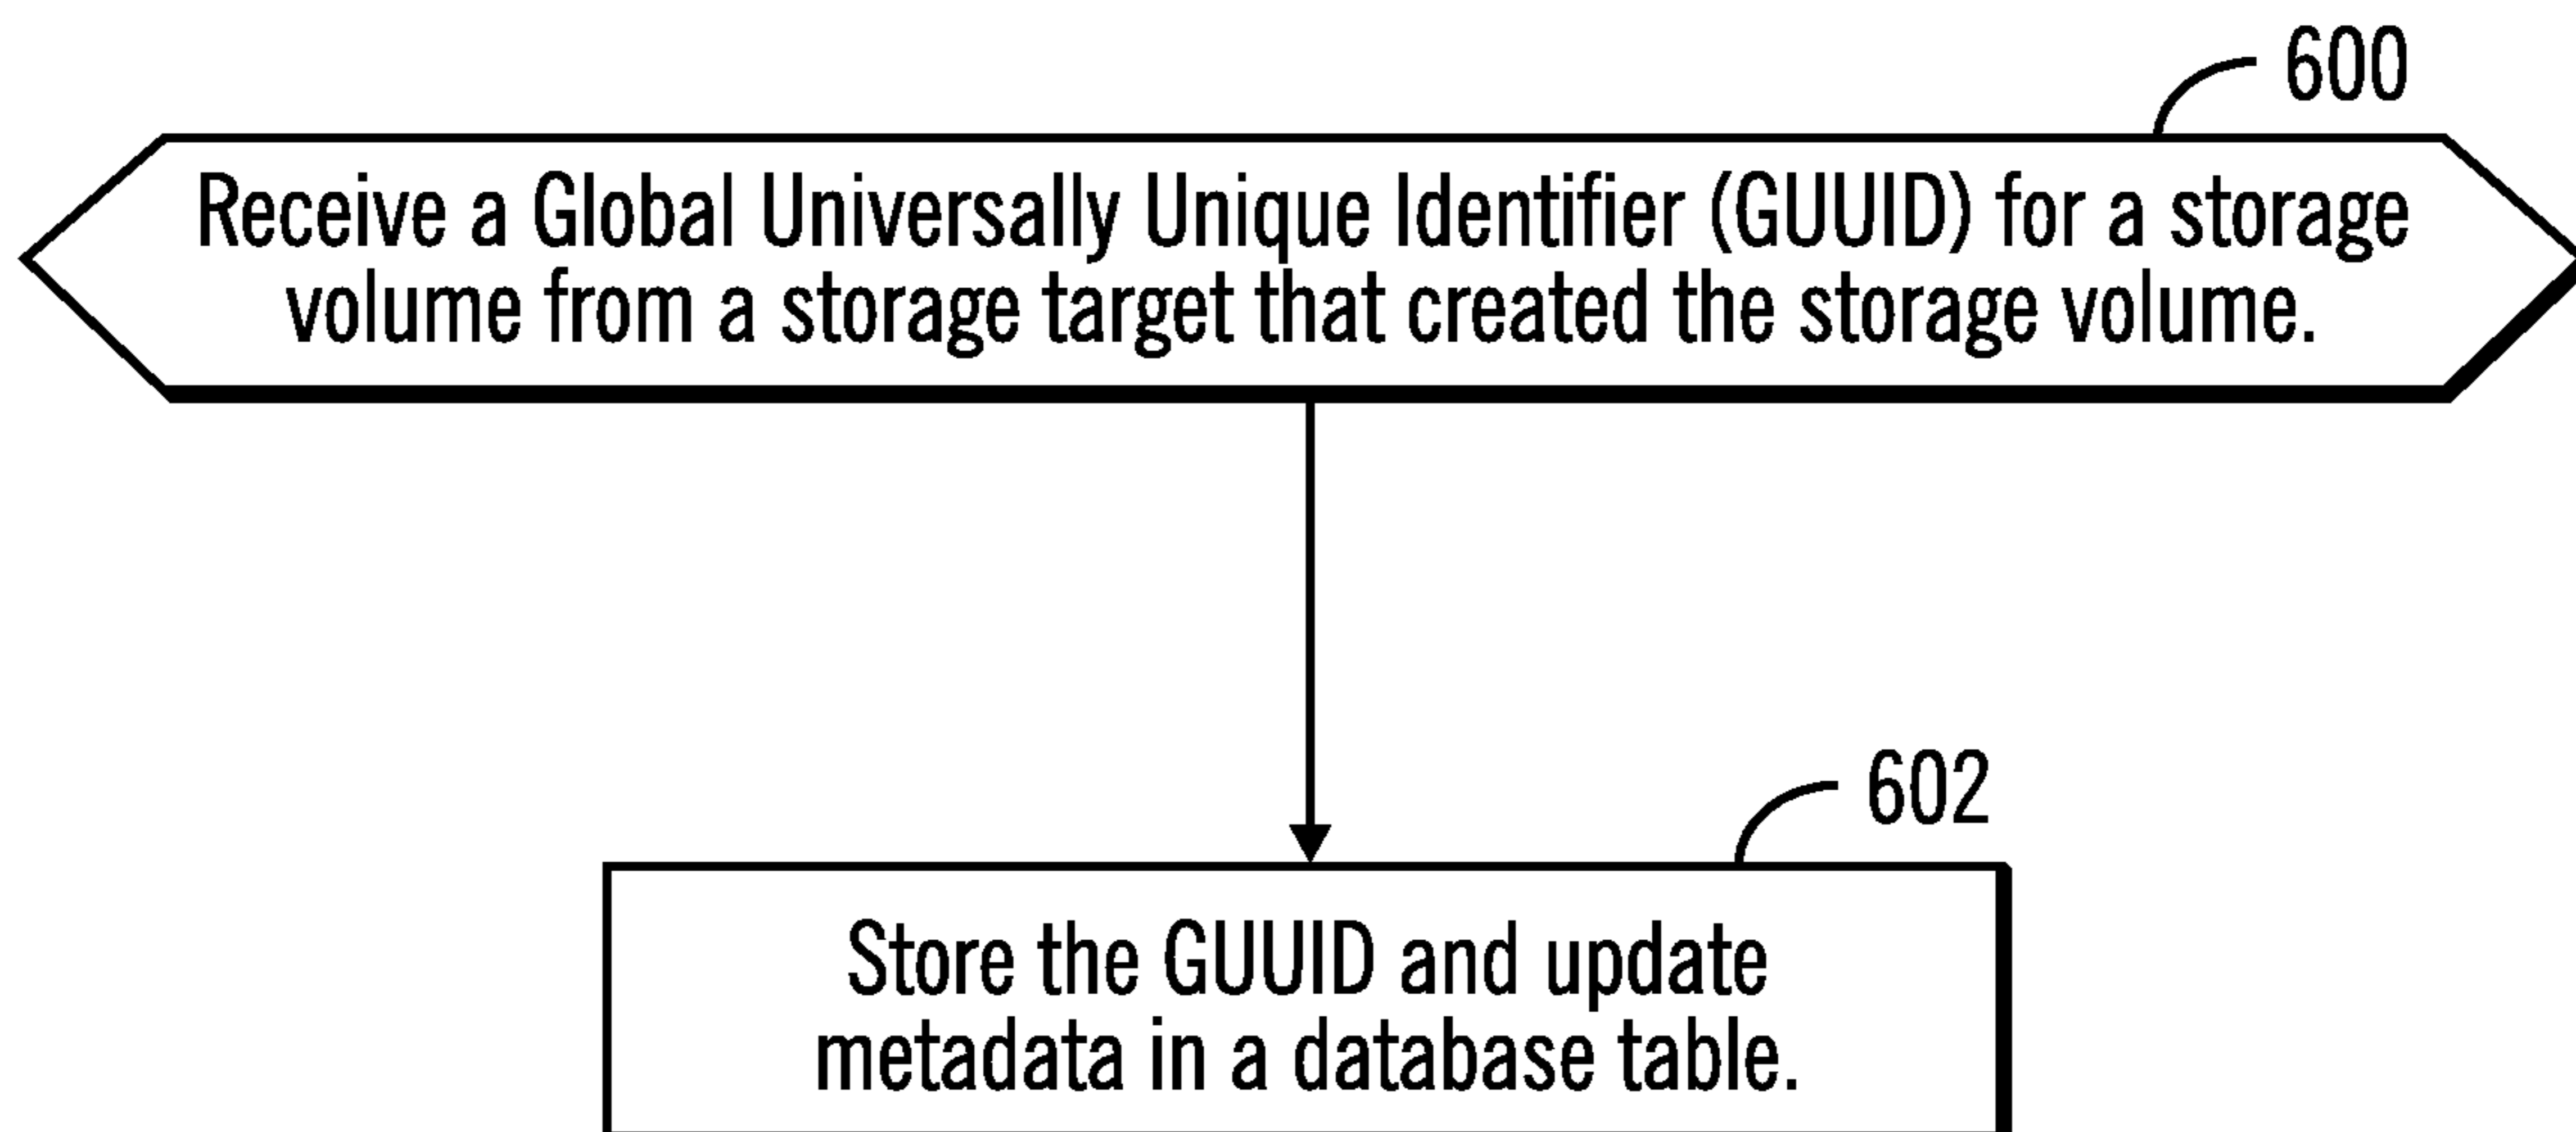 600
Receive a Global Universally Unique Identifier (GUUID) for a storage
volume from a storage target that created the storage volume.
602
Store the GUUID and update
metadata in a database table.